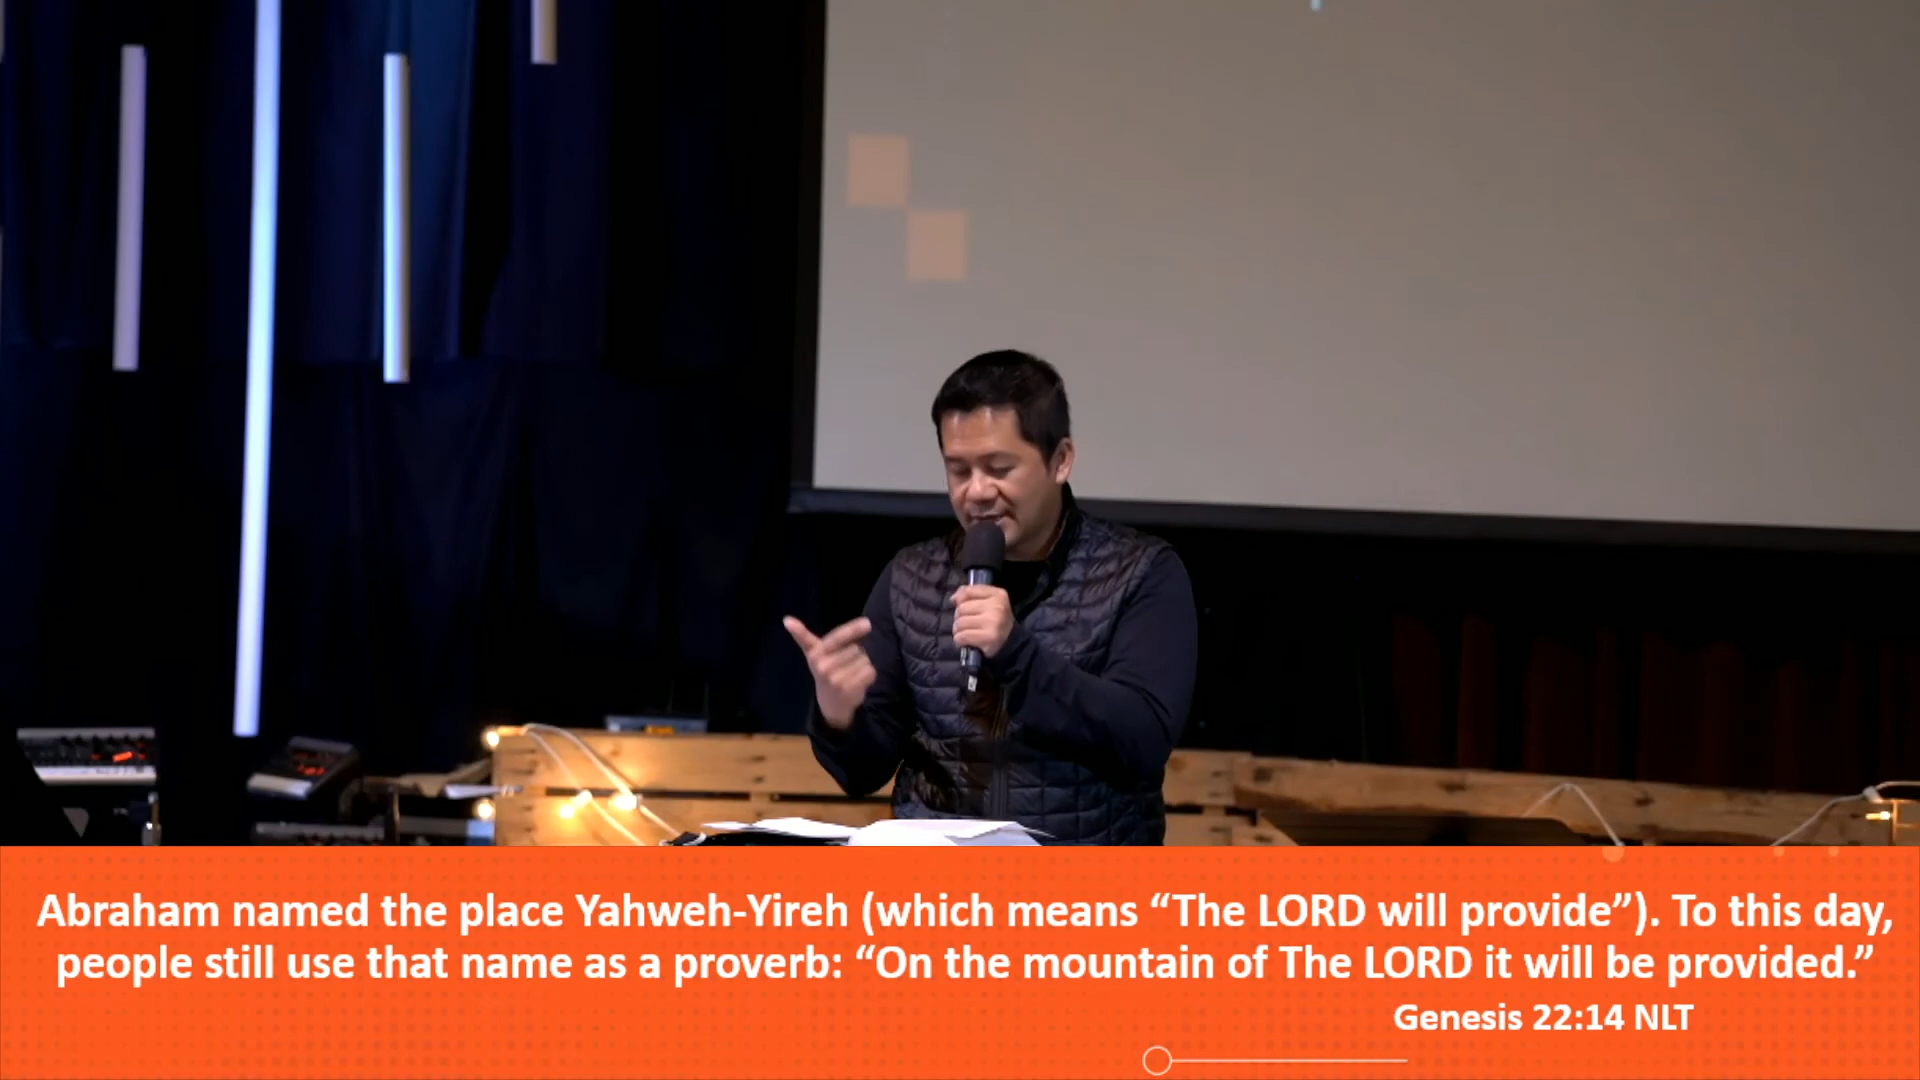 Abraham named the place Yahweh-Yireh (which means “The LORD will provide”). To this day,
people still use that name as a proverb: “On the mountain of The LORD it will be provided.”
Genesis 22:14 NLT